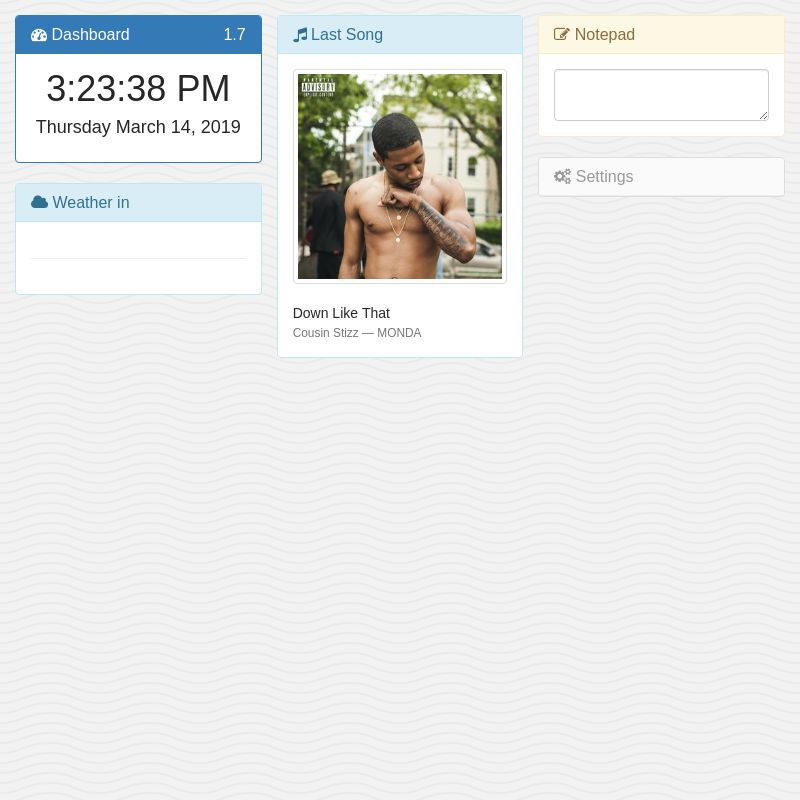 Dashboard 1.7
3:23:38 PM
Thursday March 14, 2019
Weather in
Last Song
PARENTAL
ADVISORY
EXPLICIT CONTENT
Down Like That
Cousin Stizz — MONDA
Notepad
Settings